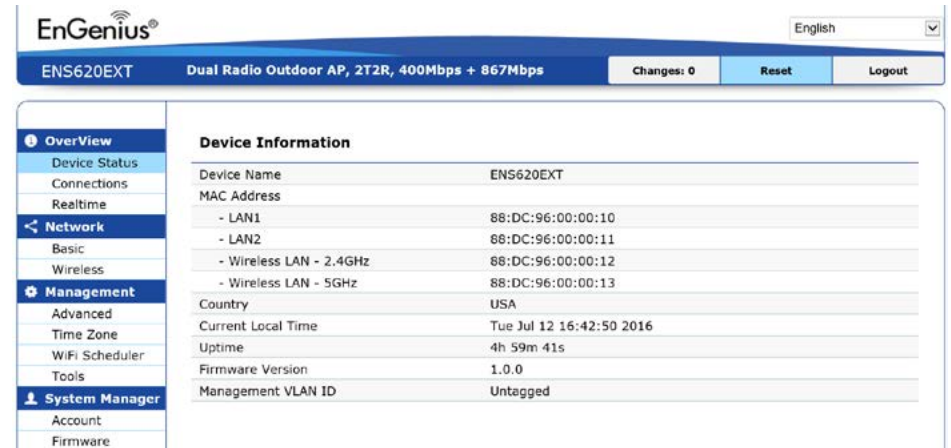 EnGenius®
English
ENS620EXT Dual Radio Outdoor AP, 2T2R, 400Mbps + 867Mbps Changes: 0 Reset Logout
OverView
Device Status
Connections
Realtime
Network
Basic
Wireless
Management
Advanced
Time Zone
WiFi Scheduler
Tools
System Manager
Account
Firmware
Device Information
Device Name ENS620EXT
MAC Address
- LAN1 88:DC:96:00:00:10
- LAN2 88:DC:96:00:00:11
- Wireless LAN - 2.4GHz 88:DC:96:00:00:12
- Wireless LAN - 5GHz 88:DC:96:00:00:13
Country USA
Current Local Time Tue Jul 12 16:42:50 2016
Uptime 4h 59m 41s
Firmware Version 1.0.0
Management VLAN ID Untagged